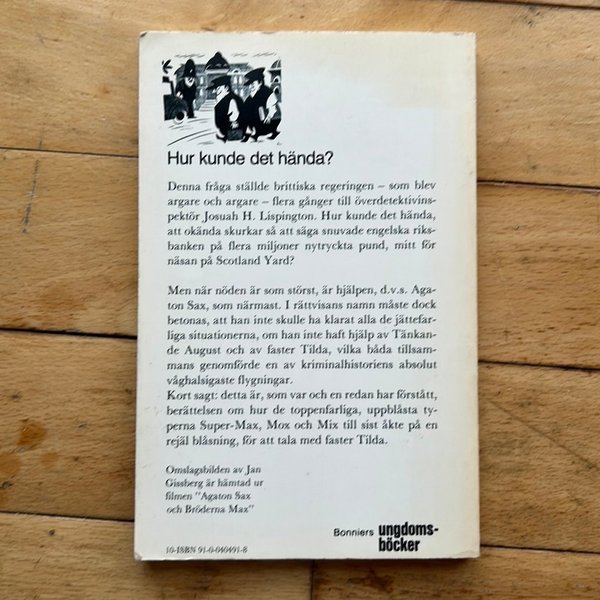 Hur kunde det hända?
Denna fråga ställde brittiska regeringen – som blev
argare och argare – flera gånger till överdetektivins-
pektör Josuah H. Lispington. Hur kunde det hända,
att okända skurkar så att säga snuvade engelska riks-
banken på flera miljoner nytryckta pund, mitt för
näsan på Scotland Yard?
Men när nöden är som störst, är hjälpen, d.v.s. Aga-
ton Sax, som närmast. I rättvisans namn måste dock
betonas, att han inte skulle ha klarat alla de jättefar-
liga situationerna, om han inte haft hjälp av Tänkan-
de August och av faster Tilda, vilka båda tillsam-
mans genomförde en av kriminalhistoriens absolut
våghalsigaste flygningar.
Kort sagt: detta är, som var och en redan har förstått,
berättelsen om hur de toppenfarliga, uppblåsta ty-
perna Super-Max, Mox och Mix till sist åkte på en
rejäl blåsning, för att tala med faster Tilda.
Omslagsbilden av Jan
Gissberg är hämtad ur
filmen "Agaton Sax
och Bröderna Max"
Bonniers ungdoms-
böcker
10-ISBN 91-0-040491-8